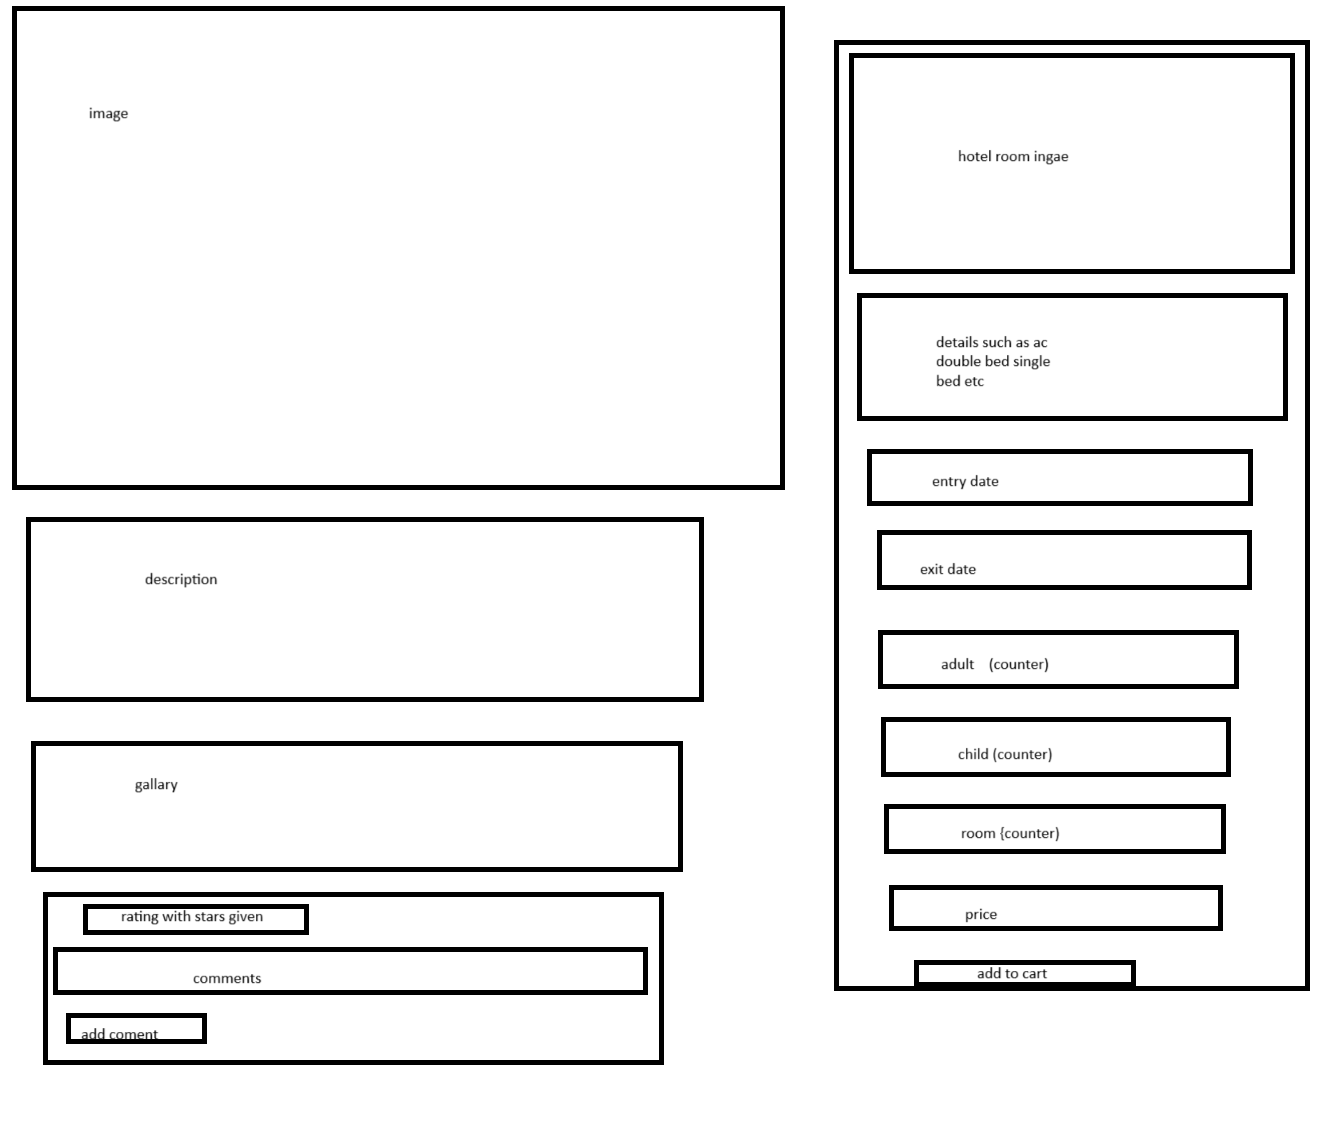 image
description
gallary
rating with stars given
comments
add coment
hotel room ingae
details such as ac
double bed single
bed etc
entry date
exit date
adult (counter)
child (counter)
room {counter)
price
add to cart